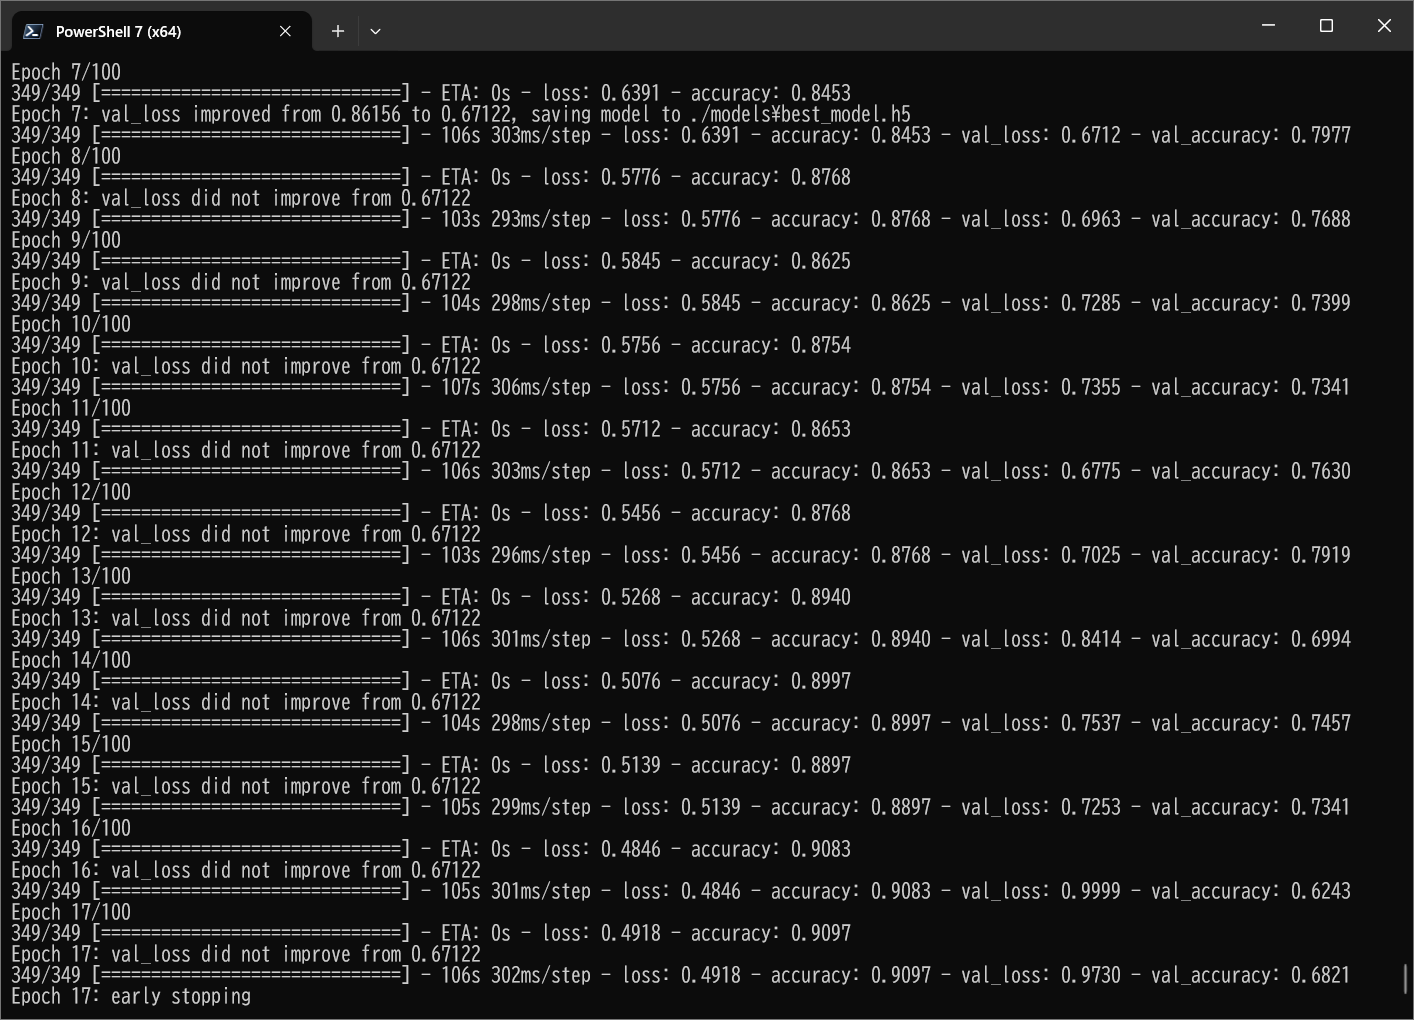 PowerShell 7 (x64)
Epoch 7/100
349/349 [==============================] - ETA: 0s - loss: 0.6391 - accuracy: 0.8453
Epoch 7: val_loss improved from 0.86156 to 0.67122, saving model to ./models¥best_model.h5
349/349 [==============================] - 106s 303ms/step - loss: 0.6391 - accuracy: 0.8453 - val_loss: 0.6712 - val_accuracy: 0.7977
Epoch 8/100
349/349 [==============================] - ETA: 0s - loss: 0.5776 - accuracy: 0.8768
Epoch 8: val_loss did not improve from 0.67122
349/349 [==============================] - 103s 293ms/step - loss: 0.5776 - accuracy: 0.8768 - val_loss: 0.6963 - val_accuracy: 0.7688
Epoch 9/100
349/349 [==============================] - ETA: 0s - loss: 0.5845 - accuracy: 0.8625
Epoch 9: val_loss did not improve from 0.67122
349/349 [==============================] - 104s 298ms/step - loss: 0.5845 - accuracy: 0.8625 - val_loss: 0.7285 - val_accuracy: 0.7399
Epoch 10/100
349/349 [==============================] - ETA: 0s - loss: 0.5756 - accuracy: 0.8754
Epoch 10: val_loss did not improve from 0.67122
349/349 [==============================] - 107s 306ms/step - loss: 0.5756 - accuracy: 0.8754 - val_loss: 0.7355 - val_accuracy: 0.7341
Epoch 11/100
349/349 [==============================] - ETA: 0s - loss: 0.5712 - accuracy: 0.8653
Epoch 11: val_loss did not improve from 0.67122
349/349 [==============================] - 106s 303ms/step - loss: 0.5712 - accuracy: 0.8653 - val_loss: 0.6775 - val_accuracy: 0.7630
Epoch 12/100
349/349 [==============================] - ETA: 0s - loss: 0.5456 - accuracy: 0.8768
Epoch 12: val_loss did not improve from 0.67122
349/349 [==============================] - 103s 296ms/step - loss: 0.5456 - accuracy: 0.8768 - val_loss: 0.7025 - val_accuracy: 0.7919
Epoch 13/100
349/349 [==============================] - ETA: 0s - loss: 0.5268 - accuracy: 0.8940
Epoch 13: val_loss did not improve from 0.67122
349/349 [==============================] - 106s 301ms/step - loss: 0.5268 - accuracy: 0.8940 - val_loss: 0.8414 - val_accuracy: 0.6994
Epoch 14/100
349/349 [==============================] - ETA: 0s - loss: 0.5076 - accuracy: 0.8997
Epoch 14: val_loss did not improve from 0.67122
349/349 [==============================] - 104s 298ms/step - loss: 0.5076 - accuracy: 0.8997 - val_loss: 0.7537 - val_accuracy: 0.7457
Epoch 15/100
349/349 [==============================] - ETA: 0s - loss: 0.5139 - accuracy: 0.8897
Epoch 15: val_loss did not improve from 0.67122
349/349 [==============================] - 105s 299ms/step - loss: 0.5139 - accuracy: 0.8897 - val_loss: 0.7253 - val_accuracy: 0.7341
Epoch 16/100
349/349 [==============================] - ETA: 0s - loss: 0.4846 - accuracy: 0.9083
Epoch 16: val_loss did not improve from 0.67122
349/349 [==============================] - 105s 301ms/step - loss: 0.4846 - accuracy: 0.9083 - val_loss: 0.9999 - val_accuracy: 0.6243
Epoch 17/100
349/349 [==============================] - ETA: 0s - loss: 0.4918 - accuracy: 0.9097
Epoch 17: val_loss did not improve from 0.67122
349/349 [==============================] - 106s 302ms/step - loss: 0.4918 - accuracy: 0.9097 - val_loss: 0.9730 - val_accuracy: 0.6821
Epoch 17: early stopping